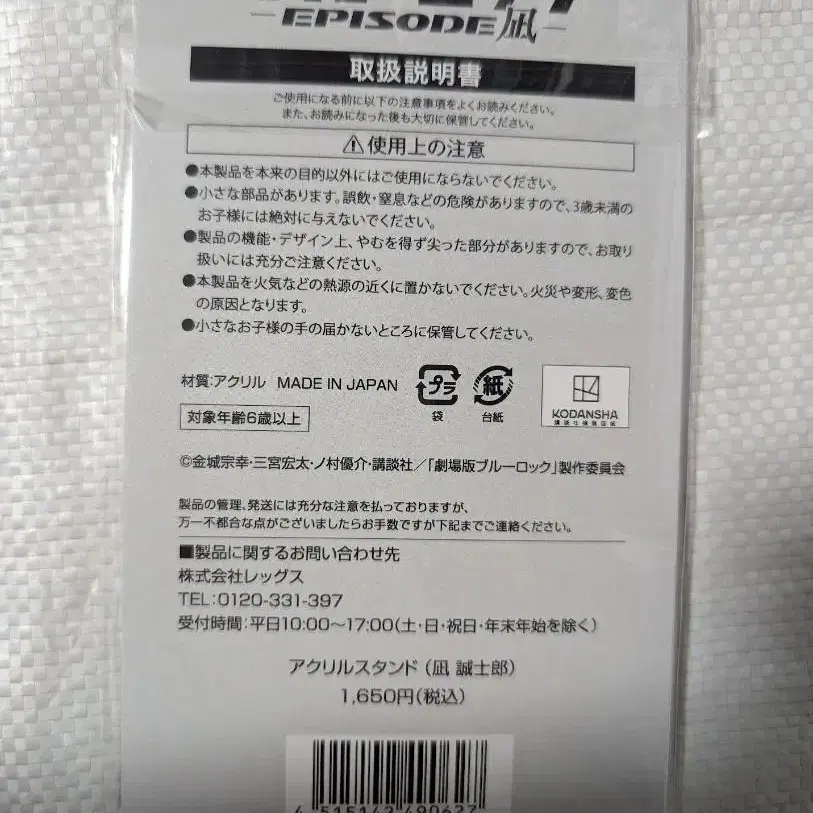 -EPISODE凪-
取扱説明書
ご使用になる前に以下の注意事項をよくお読みください。
また、お読みになった後も大切に保管してください。
⚠使用上の注意
●本製品を本来の目的以外にはご使用にならないでください。
●小さな部品があります。誤飲・窒息などの危険がありますので、3歳未満の
お子様には絶対に与えないでください。
●製品の機能・デザイン上、やむを得ず尖った部分がありますので、お取り
扱いには充分ご注意ください。
●本製品を火気などの熱源の近くに置かないでください。火災や変形、変色
の原因となります。
●小さなお子様の手の届かないところに保管してください。
材質:アクリル MADE IN JAPAN
プラ
袋
紙
台紙
KODANSHA
対象年齢6歳以上
©金城宗幸・三宮宏太・ノ村優介・講談社/「劇場版ブルーロック」製作委員会
製品の管理、発送には充分な注意を払っておりますが、
万一不都合な点がございましたらお手数ですが下記までご連絡ください。
■製品に関するお問い合わせ先
株式会社レッグス
TEL:0120-331-397
受付時間:平日10:00〜17:00(土・日・祝日・年末年始を除く)
アクリルスタンド(凪 誠士郎)
1,650円(税込)
4 515143 490627